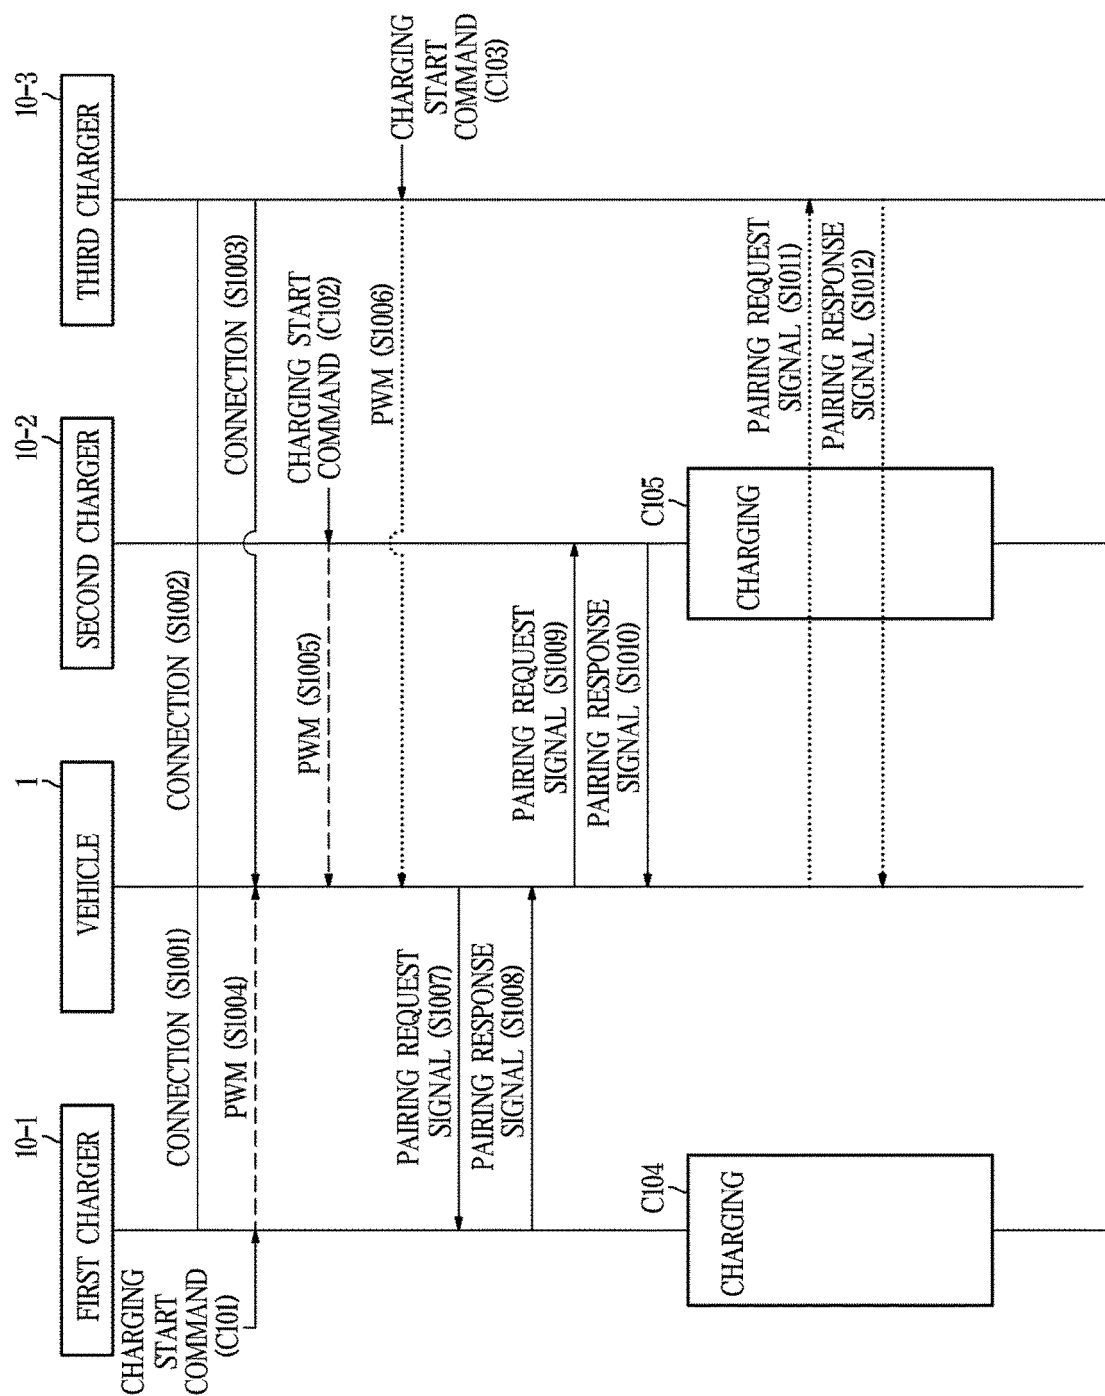 10-1
FIRST CHARGER
1
VEHICLE
10-2
SECOND CHARGER
10-3
THIRD CHARGER
CONNECTION (S1001)
CONNECTION (S1002)
CONNECTION (S1003)
CHARGING
START
COMMAND
(C101)
PWM (S1004)
CHARGING START
COMMAND (C102)
PWM (S1005)
CHARGING
START
COMMAND
(C103)
PWM (S1006)
PAIRING REQUEST
SIGNAL (S1007)
PAIRING RESPONSE
SIGNAL (S1008)
PAIRING REQUEST
SIGNAL (S1009)
PAIRING RESPONSE
SIGNAL (S1010)
C104
CHARGING
C105
CHARGING
PAIRING REQUEST
SIGNAL (S1011)
PAIRING RESPONSE
SIGNAL (S1012)